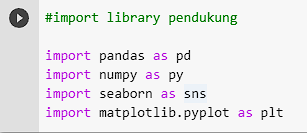 #import library pendukung
import pandas as pd
import numpy as py
import seaborn as sns
import matplotlib.pyplot as plt